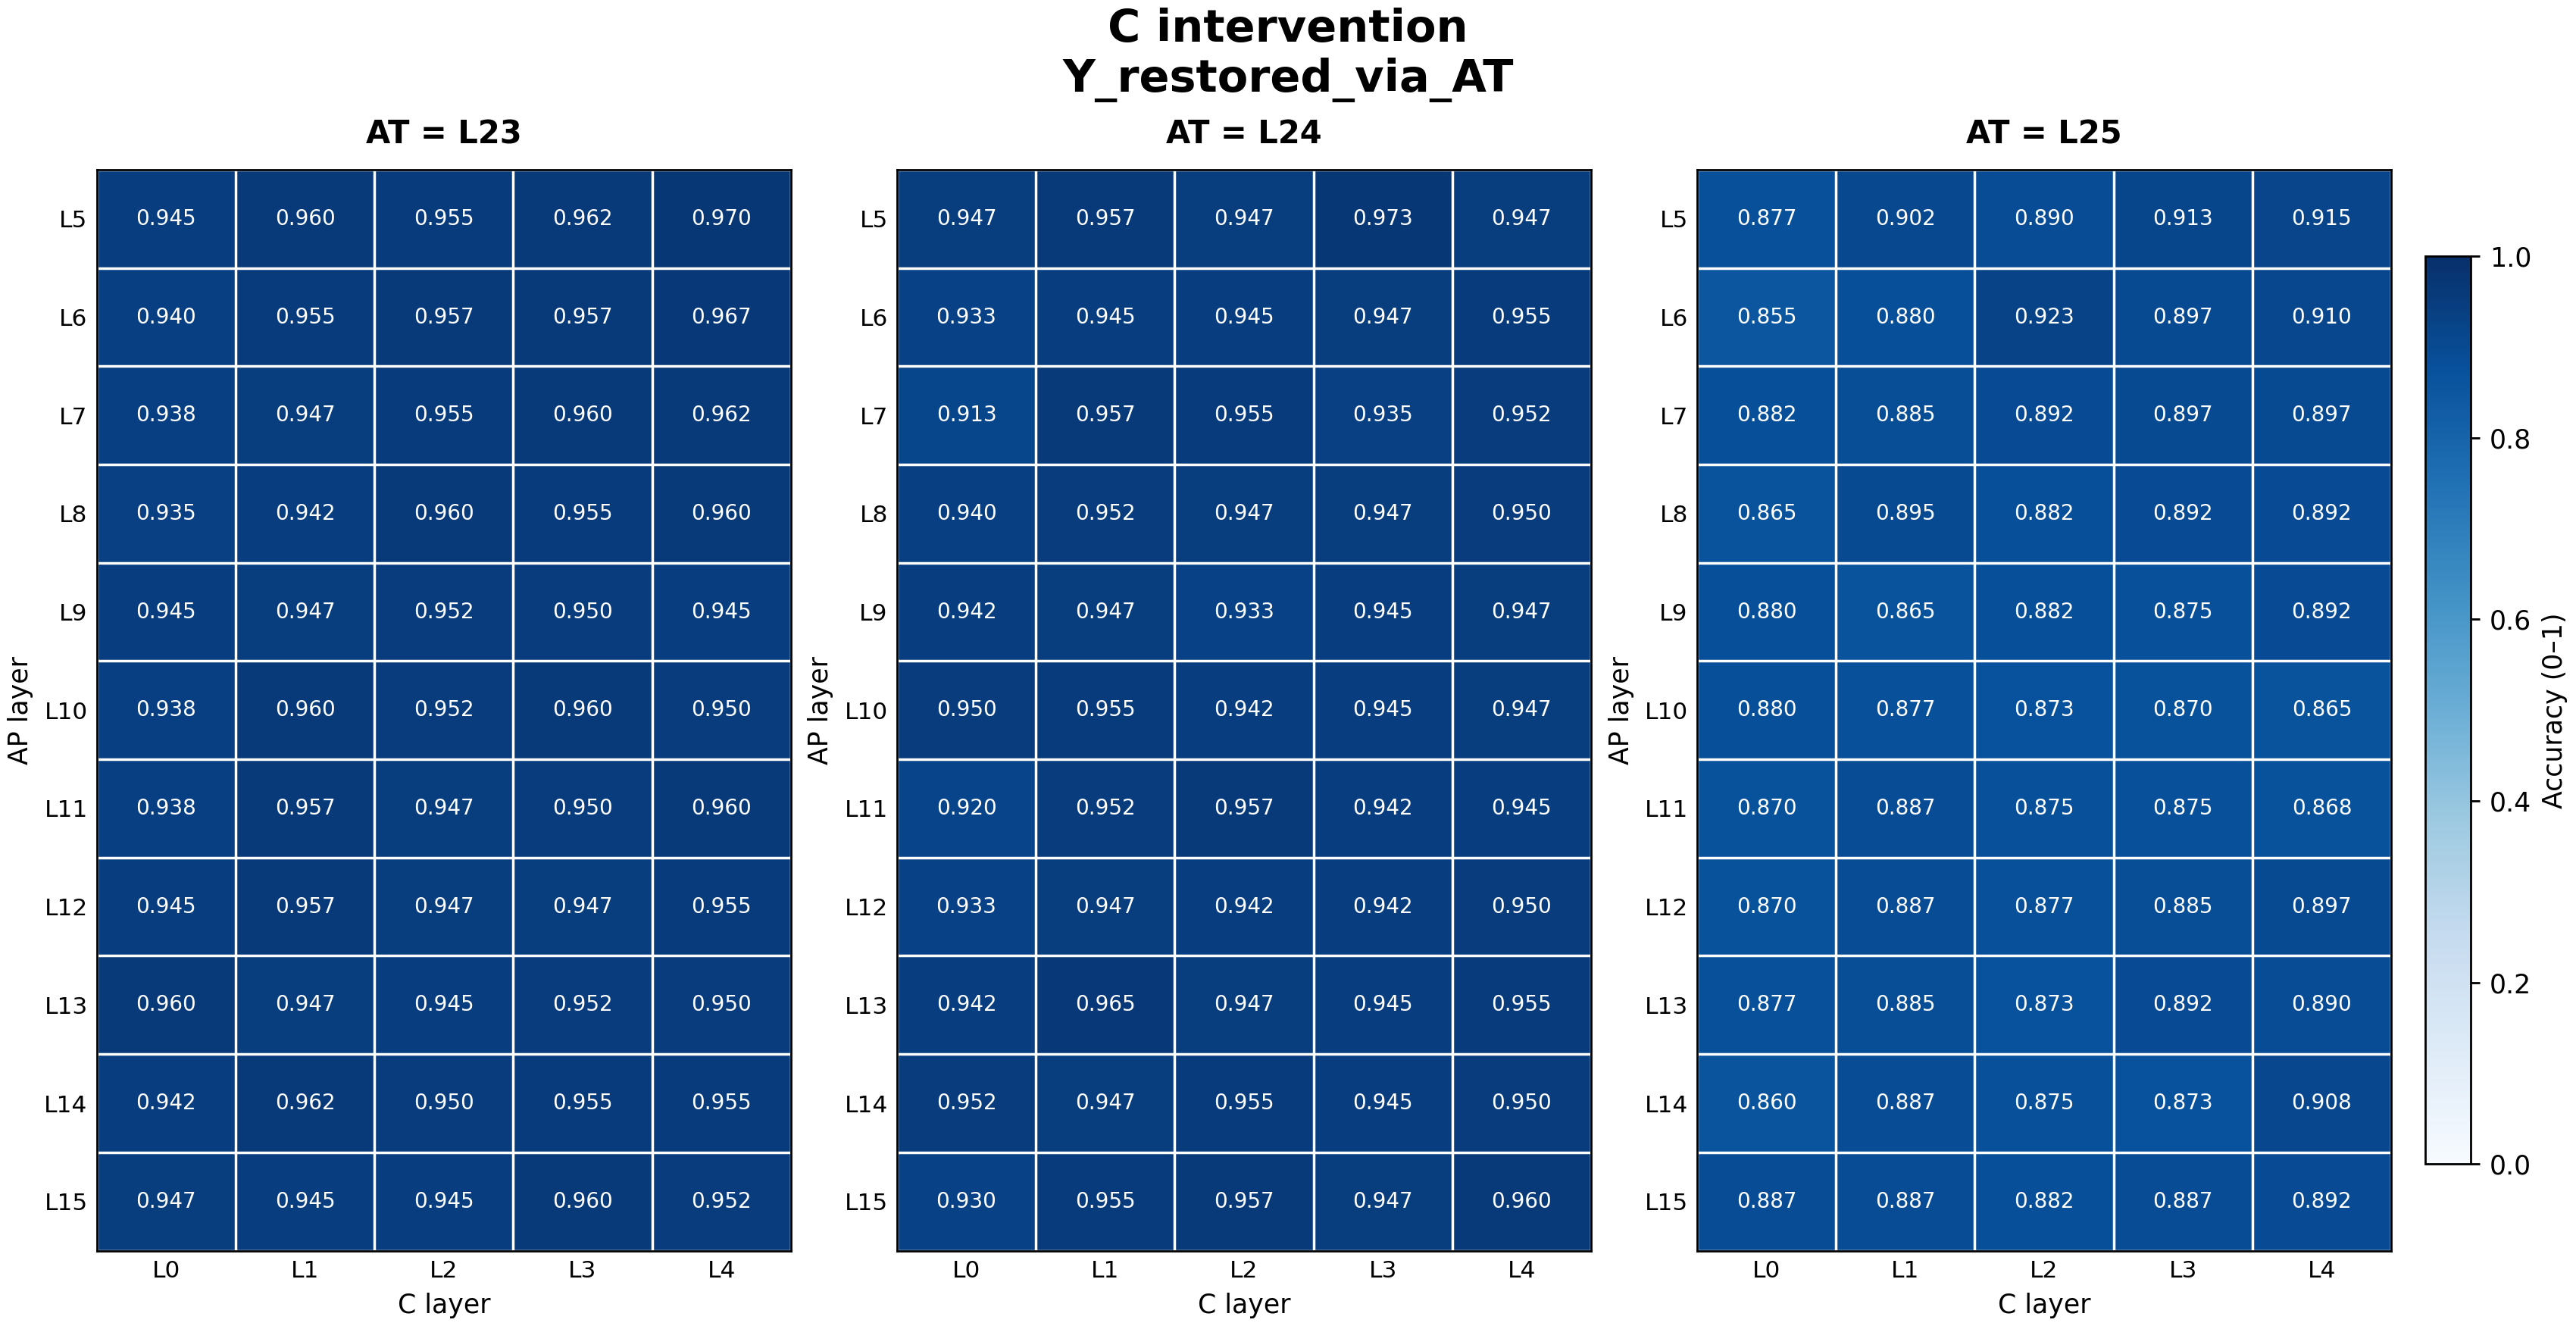 C intervention
Y_restored_via_AT
AT = L23
AP layer
L5 0.945 0.960 0.955 0.962 0.970
L6 0.940 0.955 0.957 0.957 0.967
L7 0.938 0.947 0.955 0.960 0.962
L8 0.935 0.942 0.960 0.955 0.960
L9 0.945 0.947 0.952 0.950 0.945
L10 0.938 0.960 0.952 0.960 0.950
L11 0.938 0.957 0.947 0.950 0.960
L12 0.945 0.957 0.947 0.947 0.955
L13 0.960 0.947 0.945 0.952 0.950
L14 0.942 0.962 0.950 0.955 0.955
L15 0.947 0.945 0.945 0.960 0.952
L0 L1 L2 L3 L4
C layer
AT = L24
AP layer
L5 0.947 0.957 0.947 0.973 0.947
L6 0.933 0.945 0.945 0.947 0.955
L7 0.913 0.957 0.955 0.935 0.952
L8 0.940 0.952 0.947 0.947 0.950
L9 0.942 0.947 0.933 0.945 0.947
L10 0.950 0.955 0.942 0.945 0.947
L11 0.920 0.952 0.957 0.942 0.945
L12 0.933 0.947 0.942 0.942 0.950
L13 0.942 0.965 0.947 0.945 0.955
L14 0.952 0.947 0.955 0.945 0.950
L15 0.930 0.955 0.957 0.947 0.960
L0 L1 L2 L3 L4
C layer
AT = L25
AP layer
L5 0.877 0.902 0.890 0.913 0.915
L6 0.855 0.880 0.923 0.897 0.910
L7 0.882 0.885 0.892 0.897 0.897
L8 0.865 0.895 0.882 0.892 0.892
L9 0.880 0.865 0.882 0.875 0.892
L10 0.880 0.877 0.873 0.870 0.865
L11 0.870 0.887 0.875 0.875 0.868
L12 0.870 0.887 0.877 0.885 0.897
L13 0.877 0.885 0.873 0.892 0.890
L14 0.860 0.887 0.875 0.873 0.908
L15 0.887 0.887 0.882 0.887 0.892
L0 L1 L2 L3 L4
C layer
1.0
0.8
0.6
0.4
0.2
0.0
Accuracy (0–1)